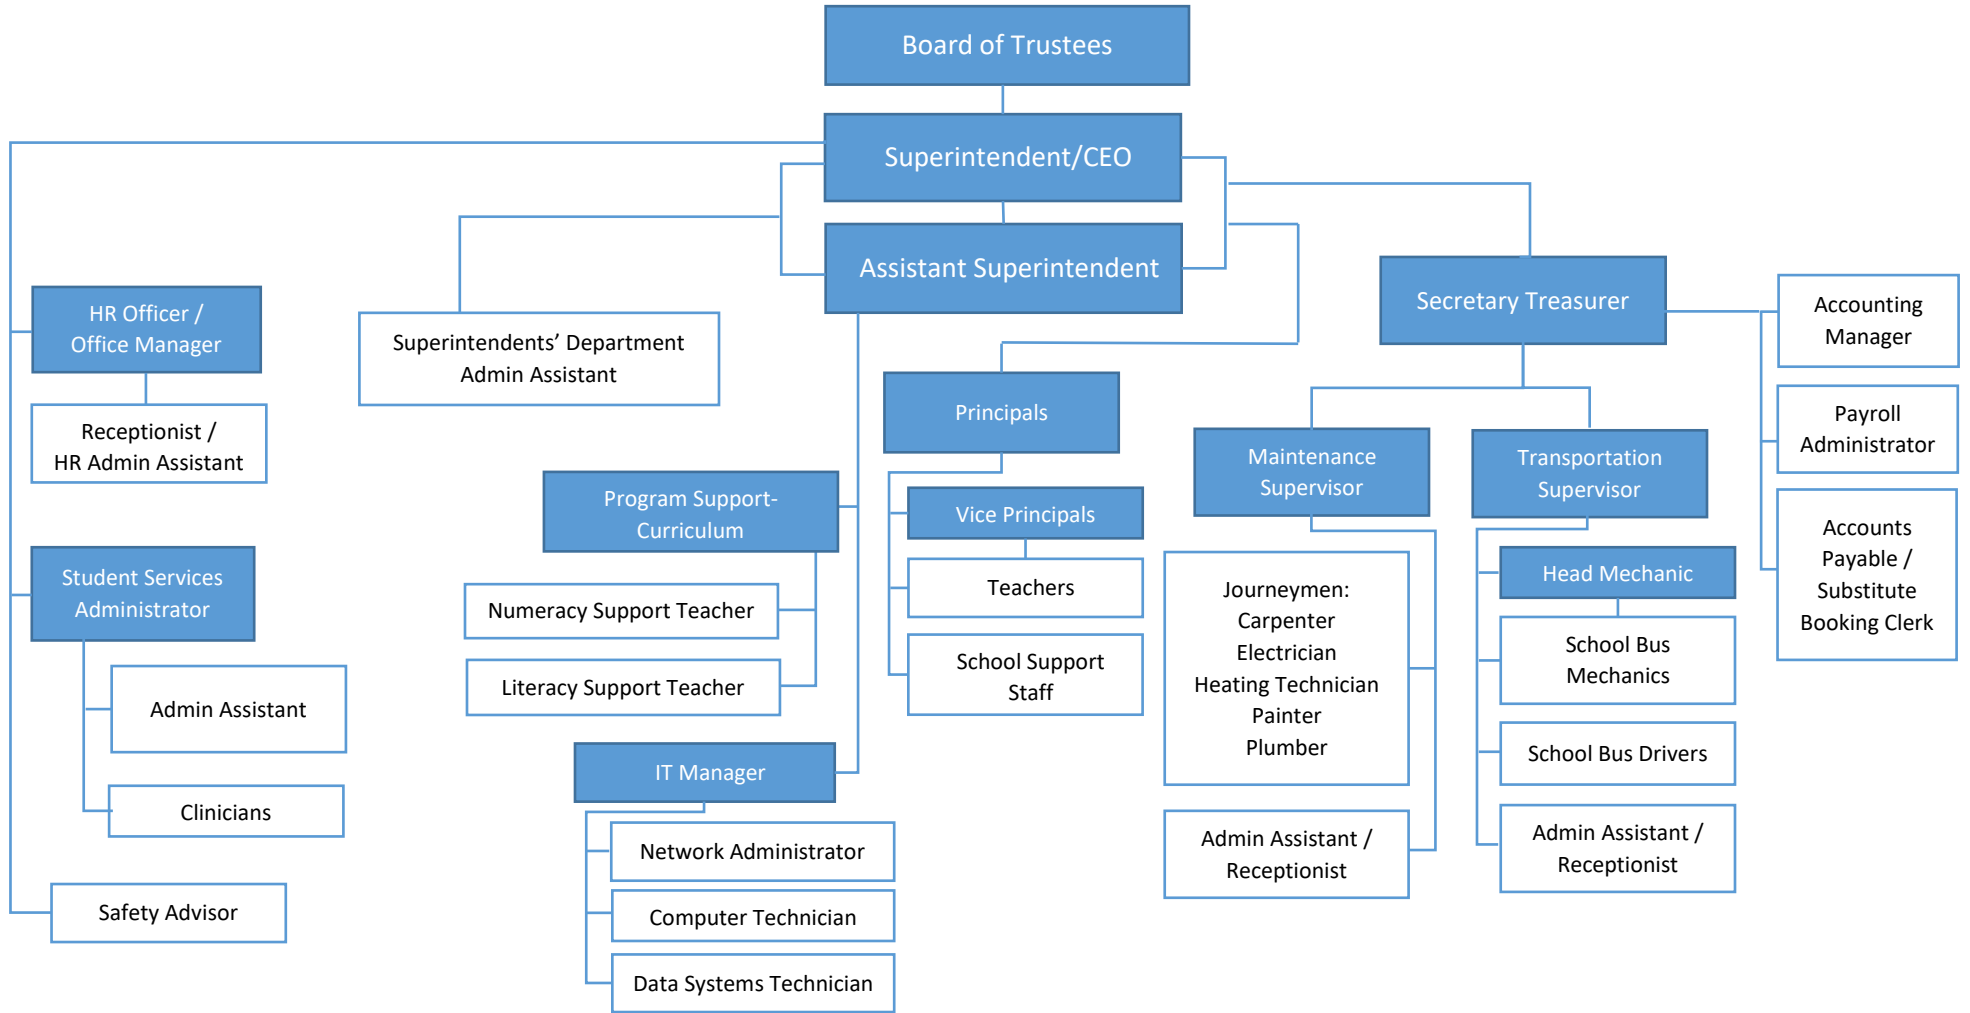 Board of Trustees
Superintendent/CEO
Assistant Superintendent
HR Officer /
Office Manager
Receptionist /
HR Admin Assistant
Student Services
Administrator
Admin Assistant
Clinicians
Safety Advisor
Superintendents’ Department
Admin Assistant
Program Support-
Curriculum
Numeracy Support Teacher
Literacy Support Teacher
IT Manager
Network Administrator
Computer Technician
Data Systems Technician
Principals
Vice Principals
Teachers
School Support
Staff
Secretary Treasurer
Maintenance
Supervisor
Journeymen:
Carpenter
Electrician
Heating Technician
Painter
Plumber
Admin Assistant /
Receptionist
Transportation
Supervisor
Head Mechanic
School Bus
Mechanics
School Bus Drivers
Admin Assistant /
Receptionist
Accounting
Manager
Payroll
Administrator
Accounts
Payable /
Substitute
Booking Clerk